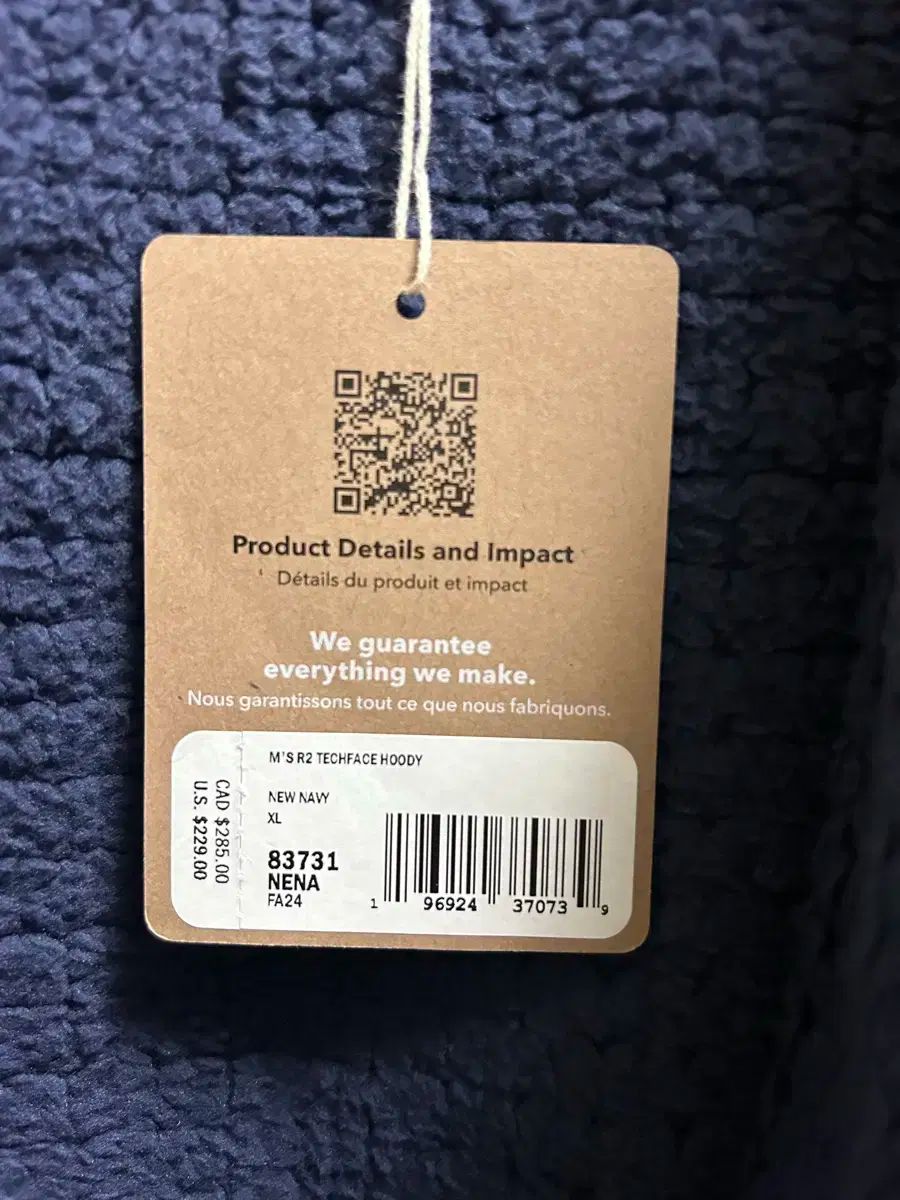 Product Details and Impact
Détails du produit et impact
We guarantee
everything we make.
Nous garantissons tout ce que nous fabriquons.
M'S R2 TECHFACE HOODY
NEW NAVY
XL
83731
NENA
FA24
CAD $285.00
U.S. $229.00
1 96924 37073 9